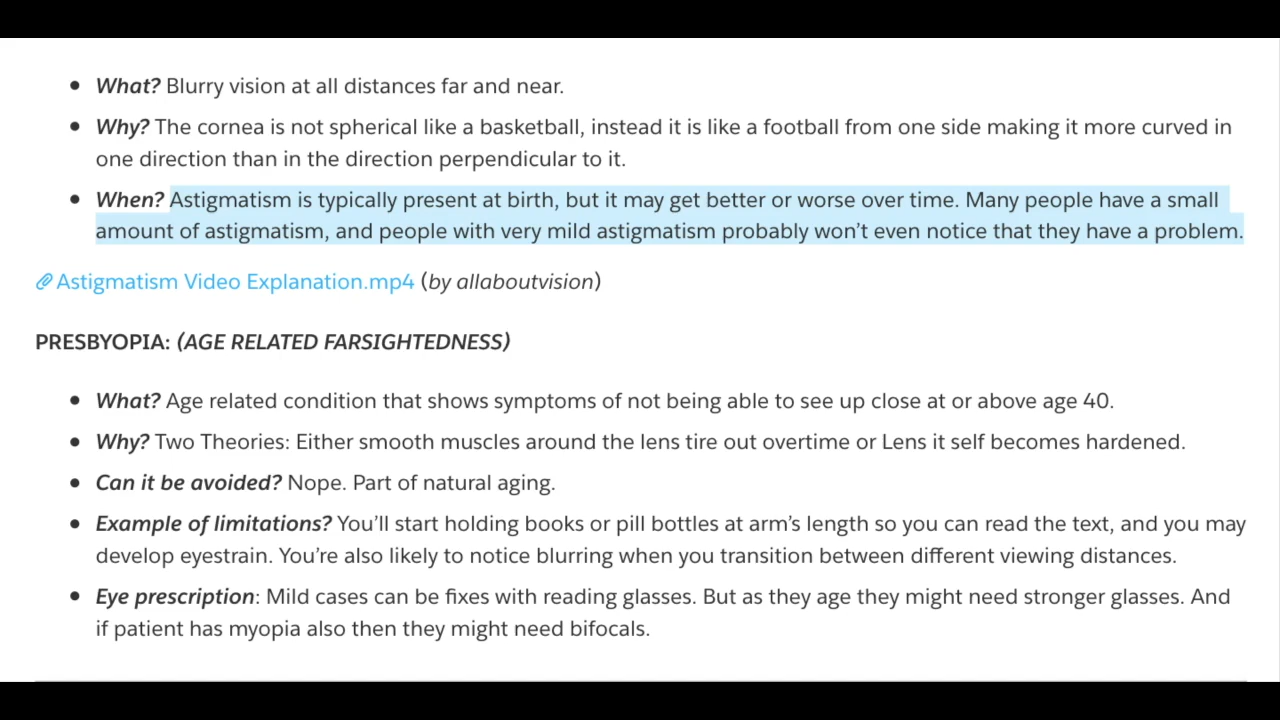 • What? Blurry vision at all distances far and near.
• Why? The cornea is not spherical like a basketball, instead it is like a football from one side making it more curved in
one direction than in the direction perpendicular to it.
• When? Astigmatism is typically present at birth, but it may get better or worse over time. Many people have a small
amount of astigmatism, and people with very mild astigmatism probably won’t even notice that they have a problem.
Astigmatism Video Explanation.mp4 (by allaboutvision)
PRESBYOPIA: (AGE RELATED FARSIGHTEDNESS)
• What? Age related condition that shows symptoms of not being able to see up close at or above age 40.
• Why? Two Theories: Either smooth muscles around the lens tire out overtime or Lens it self becomes hardened.
• Can it be avoided? Nope. Part of natural aging.
• Example of limitations? You’ll start holding books or pill bottles at arm’s length so you can read the text, and you may
develop eyestrain. You’re also likely to notice blurring when you transition between different viewing distances.
• Eye prescription: Mild cases can be fixes with reading glasses. But as they age they might need stronger glasses. And
if patient has myopia also then they might need bifocals.